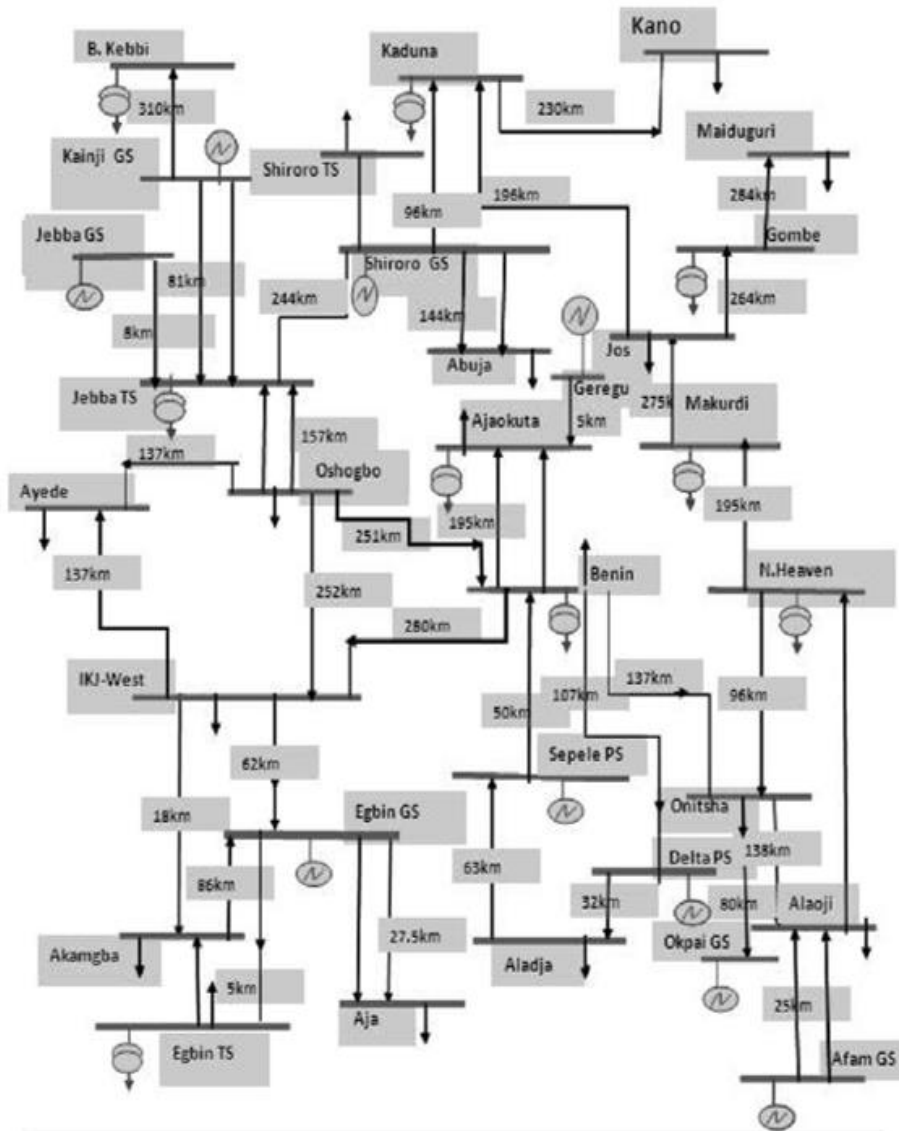 Kano
B. Kebbi
Kaduna
310km
230km
Maiduguri
Kainji GS
Shiroro TS
284km
96km
196km
Jebba GS
Gombe
Shiroro GS
81km
264km
244km
144km
8km
Jos
Abuja
Geregu
Jebba TS
275k
Makurdi
Ajaokuta
5km
157km
137km
Oshogbo
Ayede
195km
195km
251km
137km
Benin
N.Heaven
252km
280km
IKJ-West
137km
107km
96km
50km
62km
Sepele PS
Egbin GS
Onitsha
18km
138km
Delta PS
86km
63km
32km
80km
Alaoji
27.5km
Akamgba
Aladja
Okpai GS
5km
Aja
25km
Egbin TS
Afam GS